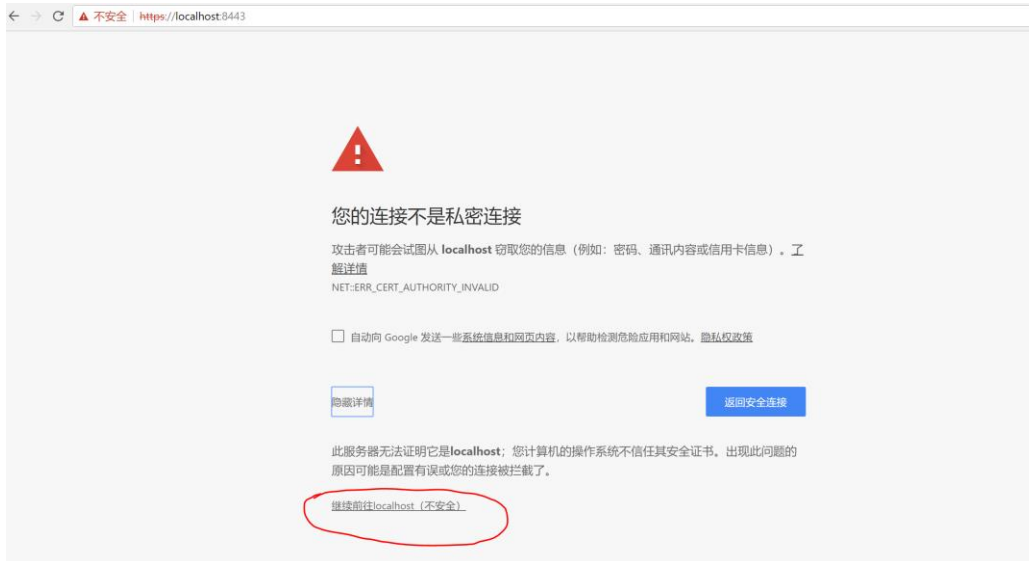 不安全 https://localhost:8443
您的连接不是私密连接
攻击者可能会试图从 localhost 窃取您的信息（例如：密码、通讯内容或信用卡信息）。了
解详情
NET::ERR_CERT_AUTHORITY_INVALID
自动向 Google 发送一些系统信息和网页内容，以帮助检测危险应用和网站。隐私权政策
隐藏详情 返回安全连接
此服务器无法证明它是localhost；您计算机的操作系统不信任其安全证书。出现此问题的
原因可能是配置有误或您的连接被拦截了。
继续前往localhost（不安全）